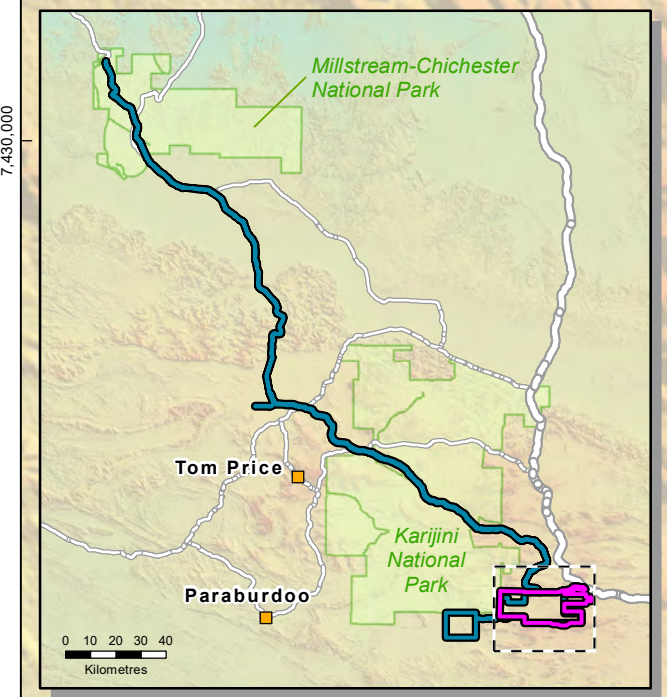 7,430,000
Millstream-Chichester
National Park
Tom Price
Karijini
National
Park
Paraburdoo
0 10 20 30 40
Kilometres